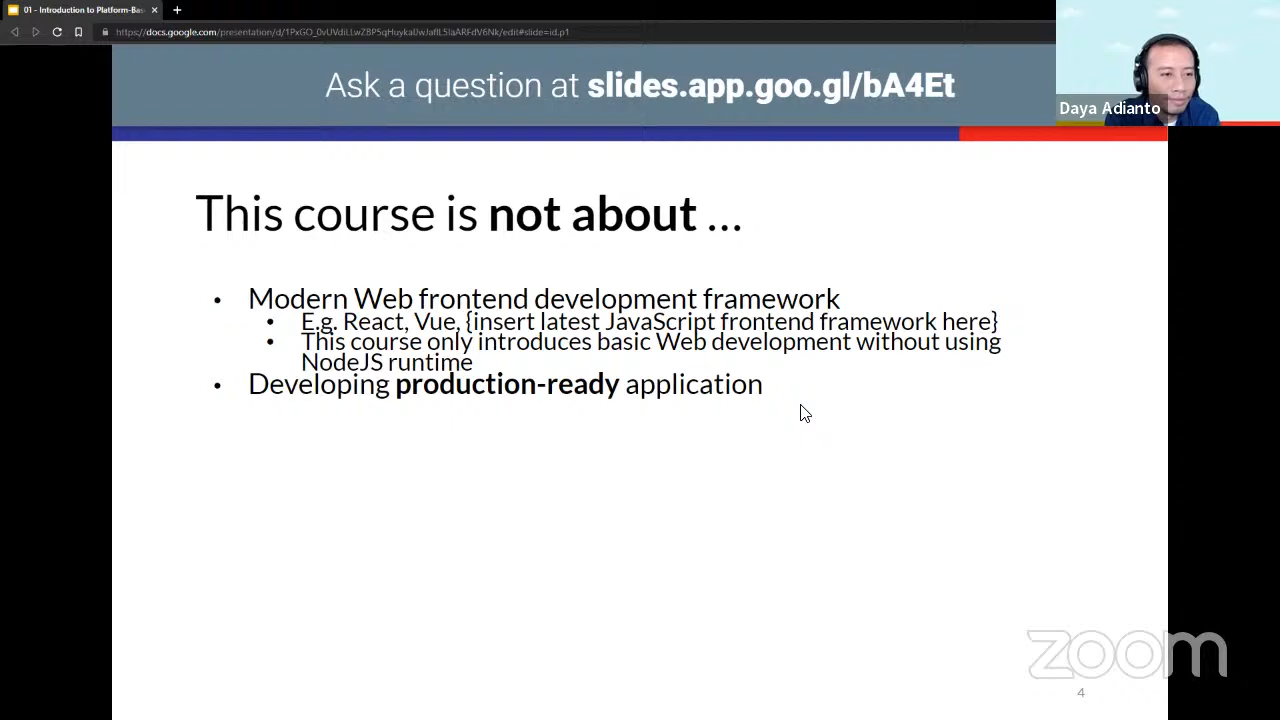 01 - Introduction to Platform-Bas
https://docs.google.com/presentation/d/1PxGO_0vUVdiLLwZ8P5qHuykaUwJaflL5IaARFdV6Nk/edit#slide=id.p1
Ask a question at slides.app.goo.gl/bA4Et
Daya Adianto
This course is not about ...
• Modern Web frontend development framework
• E.g. React, Vue, {insert latest JavaScript frontend framework here}
• This course only introduces basic Web development without using
NodeJS runtime
• Developing production-ready application
zoom
4